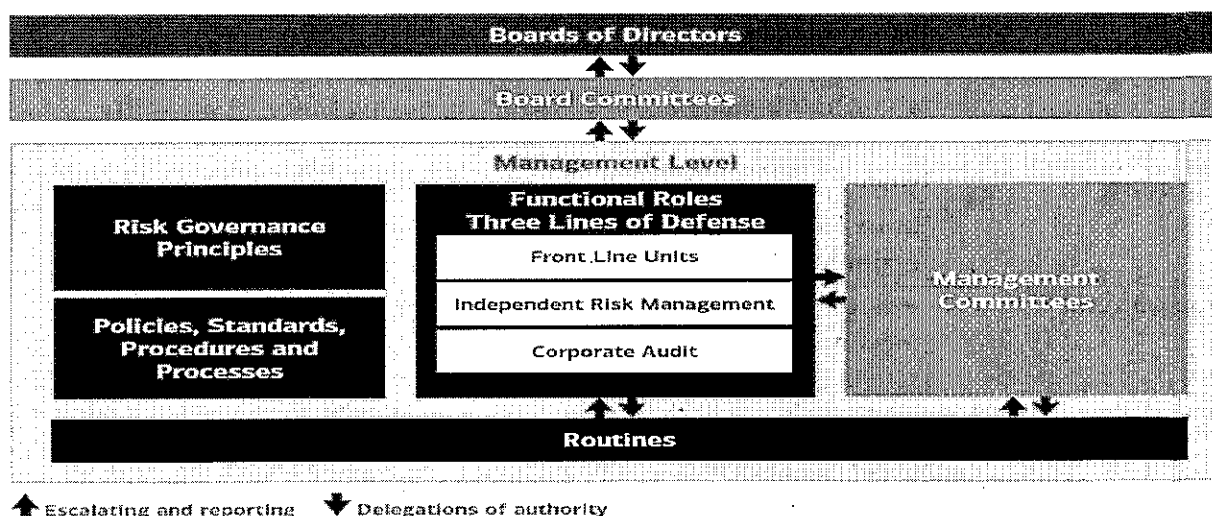 Boards of Directors
Board Committees
Management Level
Risk Governance
Principles
Policies, Standards,
Procedures and
Processes
Functional Roles
Three Lines of Defense
Front Line Units
Independent Risk Management
Corporate Audit
Management
Committees
Routines
Escalating and reporting
Delegations of authority